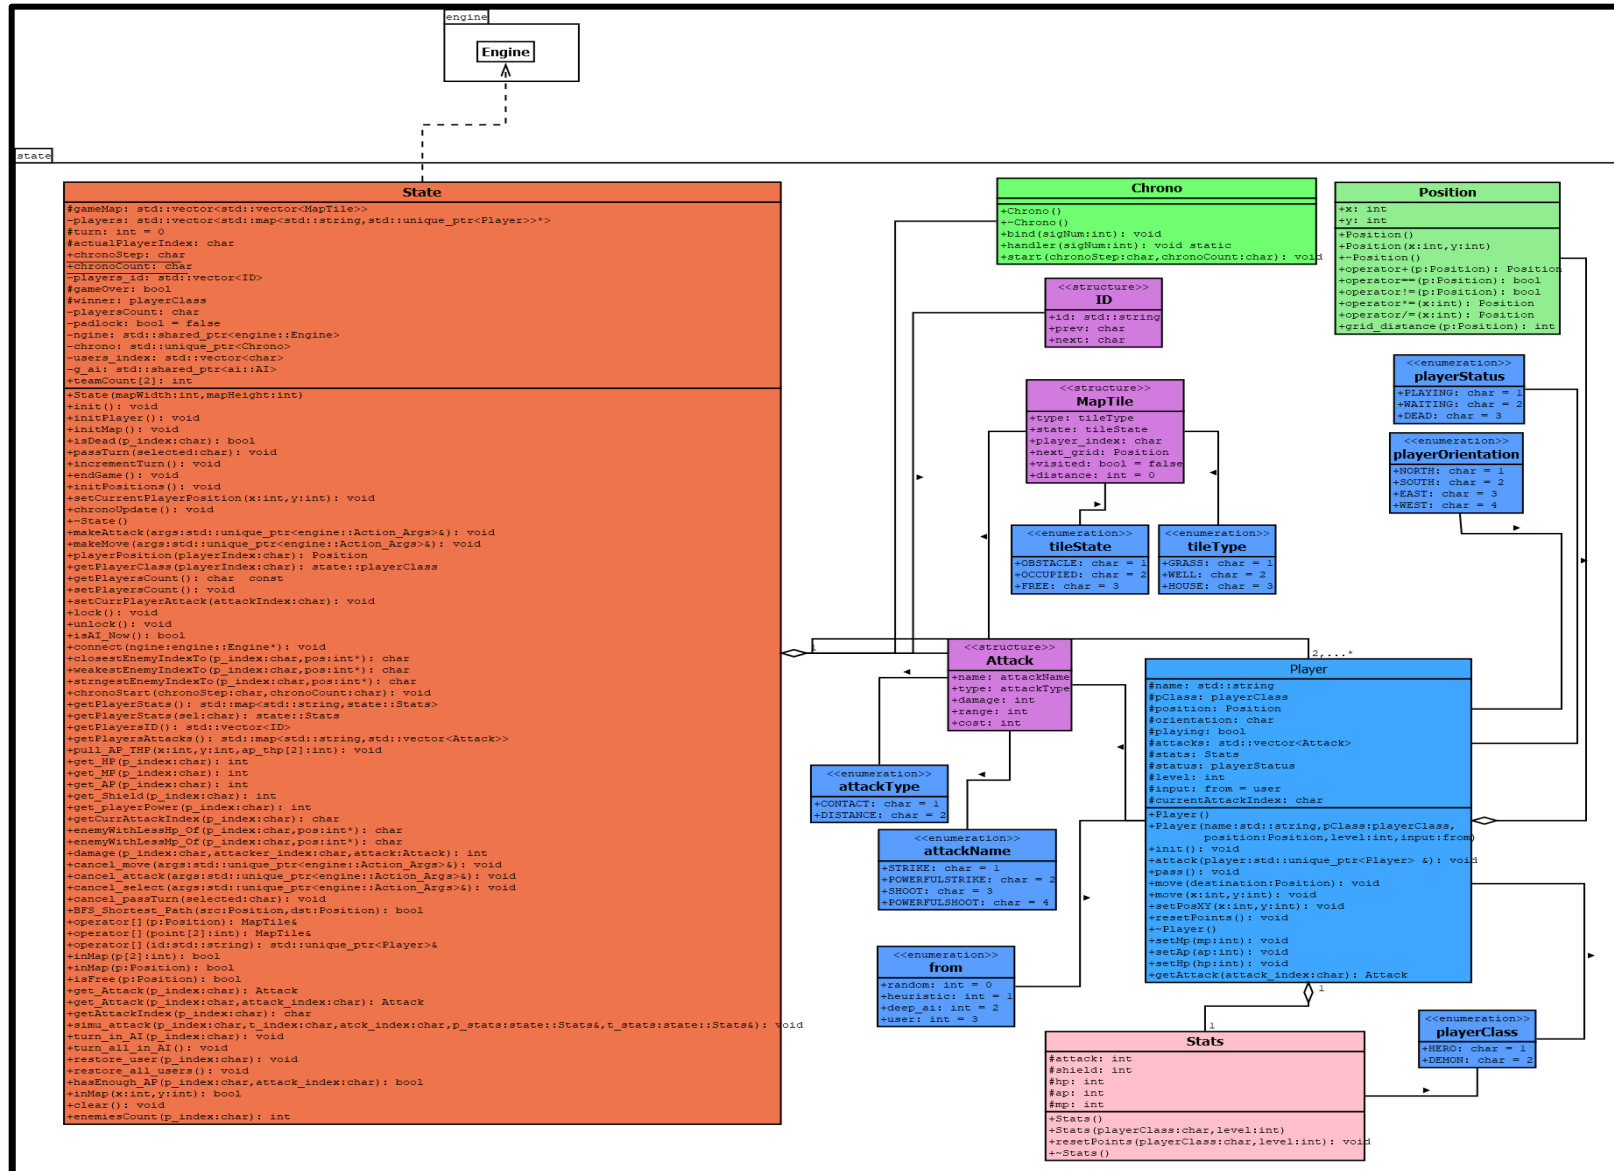 engine
Engine
state
State
#gameMap: std::vector<std::vector<MapTile>>
-players: std::vector<std::map<std::string,std::unique_ptr<Player>>*>
#turn: int = 0
#actualPlayerIndex: char
+chronoStep: char
+chronoCount: char
-players_id: std::vector<ID>
#gameOver: bool
#winner: playerClass
-playersCount: char
-padlock: bool = false
-ngine: std::shared_ptr<engine::Engine>
-chrono: std::unique_ptr<Chrono>
-users_index: std::vector<char>
-g_ai: std::shared_ptr<ai::AI>
+teamCount[2]: int
+State(mapWidth:int,mapHeight:int)
+init(): void
+initPlayer(): void
+initMap(): void
+isDead(p_index:char): bool
+passTurn(selected:char): void
+incrementTurn(): void
+endGame(): void
+initPositions(): void
+setCurrentPlayerPosition(x:int,y:int): void
+chronoUpdate(): void
+~State()
+makeAttack(args:std::unique_ptr<engine::Action_Args>&): void
+makeMove(args:std::unique_ptr<engine::Action_Args>&): void
+playerPosition(playerIndex:char): Position
+getPlayerClass(playerIndex:char): state::playerClass
+getPlayersCount(): char  const
+setPlayersCount(): void
+setCurrPlayerAttack(attackIndex:char): void
+lock(): void
+unlock(): void
+isAI_Now(): bool
+connect(ngine:engine::Engine*): void
+closestEnemyIndexTo(p_index:char,pos:int*): char
+weakestEnemyIndexTo(p_index:char,pos:int*): char
+strngestEnemyIndexTo(p_index:char,pos:int*): char
+chronoStart(chronoStep:char,chronoCount:char): void
+getPlayerStats(): std::map<std::string,state::Stats>
+getPlayerStats(sel:char): state::Stats
+getPlayersID(): std::vector<ID>
+getPlayersAttacks(): std::map<std::string,std::vector<Attack>>
+pull_AP_THP(x:int,y:int,ap_thp[2]:int): void
+get_HP(p_index:char): int
+get_MP(p_index:char): int
+get_AP(p_index:char): int
+get_Shield(p_index:char): int
+get_playerPower(p_index:char): int
+getCurrAttackIndex(p_index:char): char
+enemyWithLessHp_Of(p_index:char,pos:int*): char
+enemyWithLessMp_Of(p_index:char,pos:int*): char
+damage(p_index:char,attacker_index:char,attack:Attack): int
+cancel_move(args:std::unique_ptr<engine::Action_Args>&): void
+cancel_attack(args:std::unique_ptr<engine::Action_Args>&): void
+cancel_select(args:std::unique_ptr<engine::Action_Args>&): void
+cancel_passTurn(selected:char): void
+BFS_Shortest_Path(src:Position,dst:Position): bool
+operator[](p:Position): MapTile&
+operator[](point[2]:int): MapTile&
+operator[](id:std::string): std::unique_ptr<Player>&
+inMap(p[2]:int): bool
+inMap(p:Position): bool
+isFree(p:Position): bool
+get_Attack(p_index:char): Attack
+get_Attack(p_index:char,attack_index:char): Attack
+getAttackIndex(p_index:char): char
+simu_attack(p_index:char,t_index:char,atck_index:char,p_stats:state::Stats&,t_stats:state::Stats&): void
+turn_in_AI(p_index:char): void
+turn_all_in_AI(): void
+restore_user(p_index:char): void
+restore_all_users(): void
+hasEnough_AP(p_index:char,attack_index:char): bool
+inMap(x:int,y:int): bool
+clear(): void
+enemiesCount(p_index:char): int
Chrono
+Chrono()
+~Chrono()
+bind(sigNum:int): void
+handler(sigNum:int): void static
+start(chronoStep:char,chronoCount:char): void
Position
+x: int
+y: int
+Position()
+Position(x:int,y:int)
+~Position()
+operator+(p:Position): Position
+operator==(p:Position): bool
+operator!=(p:Position): bool
+operator*=(x:int): Position
+operator/=(x:int): Position
+grid_distance(p:Position): int
<<structure>>
ID
+id: std::string
+prev: char
+next: char
<<structure>>
MapTile
+type: tileType
+state: tileState
+player_index: char
+next_grid: Position
+visited: bool = false
+distance: int = 0
<<enumeration>>
playerStatus
+PLAYING: char = 1
+WAITING: char = 2
+DEAD: char = 3
<<enumeration>>
playerOrientation
+NORTH: char = 1
+SOUTH: char = 2
+EAST: char = 3
+WEST: char = 4
<<enumeration>>
tileState
+OBSTACLE: char = 1
+OCCUPIED: char = 2
+FREE: char = 3
<<enumeration>>
tileType
+GRASS: char = 1
+WELL: char = 2
+HOUSE: char = 3
1
2,...*
<<structure>>
Attack
+name: attackName
+type: attackType
+damage: int
+range: int
+cost: int
Player
#name: std::string
#pClass: playerClass
#position: Position
#orientation: char
#playing: bool
#attacks: std::vector<Attack>
#stats: Stats
#status: playerStatus
#level: int
#input: from = user
#currentAttackIndex: char
+Player()
+Player(name:std::string,pClass:playerClass,
position:Position,level:int,input:from)
+init(): void
+attack(player:std::unique_ptr<Player> &): void
+pass(): void
+move(destination:Position): void
+move(x:int,y:int): void
+setPosXY(x:int,y:int): void
+resetPoints(): void
+~Player()
+setMp(mp:int): void
+setAp(ap:int): void
+setHp(hp:int): void
+getAttack(attack_index:char): Attack
<<enumeration>>
attackType
+CONTACT: char = 1
+DISTANCE: char = 2
<<enumeration>>
attackName
+STRIKE: char = 1
+POWERFULSTRIKE: char = 2
+SHOOT: char = 3
+POWERFULSHOOT: char = 4
<<enumeration>>
from
+random: int = 0
+heuristic: int = 1
+deep_ai: int = 2
+user: int = 3
1
1
Stats
#attack: int
#shield: int
#hp: int
#ap: int
#mp: int
+Stats()
+Stats(playerClass:char,level:int)
+resetPoints(playerClass:char,level:int): void
+~Stats()
<<enumeration>>
playerClass
+HERO: char = 1
+DEMON: char = 2